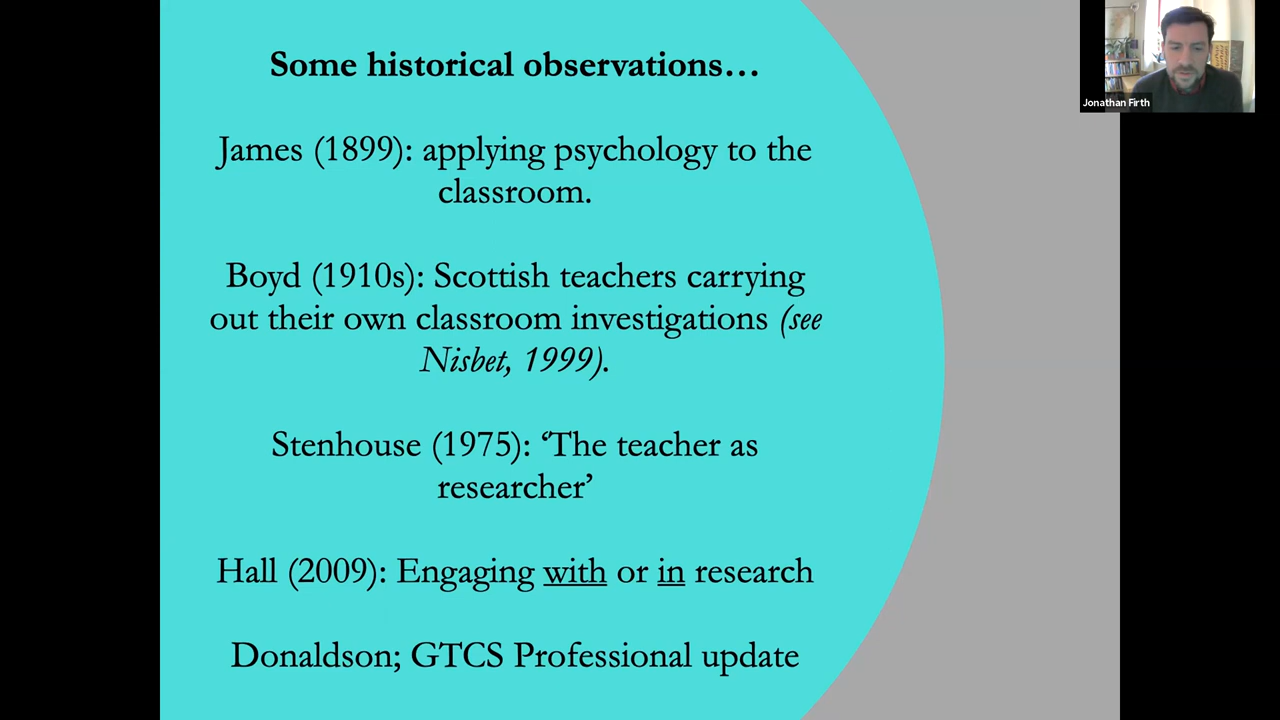 Some historical observations…
James (1899): applying psychology to the
classroom.
Boyd (1910s): Scottish teachers carrying
out their own classroom investigations (see
Nisbet, 1999).
Stenhouse (1975): ‘The teacher as
researcher’
Hall (2009): Engaging with or in research
Donaldson; GTCS Professional update
Jonathan Firth